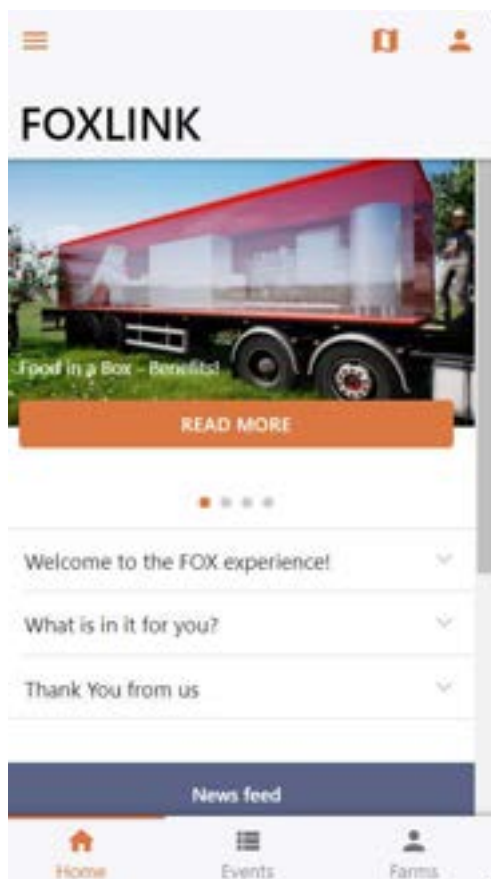 FOXLINK
Food in a Box - Benefits!
READ MORE
Welcome to the FOX experience!
What is in it for you?
Thank You from us
News feed
Home
Events
Farms